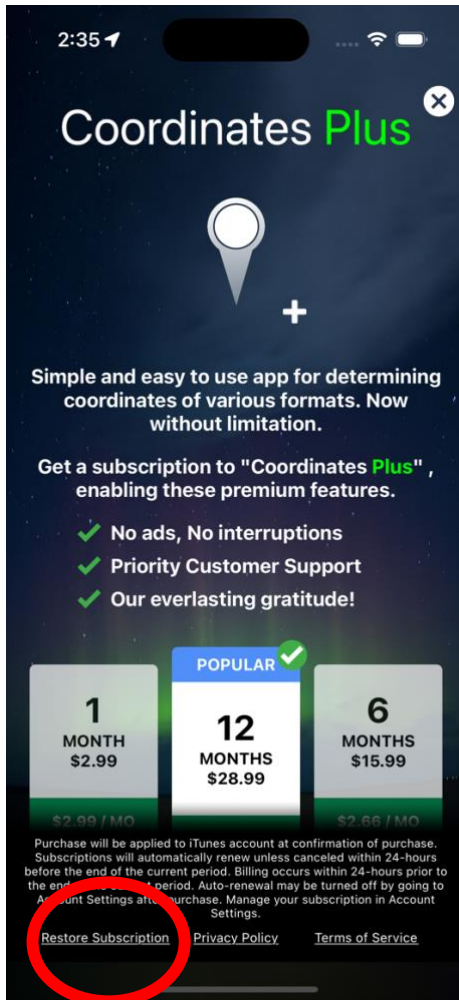 2:35
Coordinates Plus
Simple and easy to use app for determining
coordinates of various formats. Now
without limitation.
Get a subscription to "Coordinates Plus" ,
enabling these premium features.
No ads, No interruptions
Priority Customer Support
Our everlasting gratitude!
POPULAR
1
MONTH
$2.99
$2.99 / MO
12
MONTHS
$28.99
6
MONTHS
$15.99
$2.66 / MO
Purchase will be applied to iTunes account at confirmation of purchase.
Subscriptions will automatically renew unless canceled within 24-hours
before the end of the current period. Billing occurs within 24-hours prior to
the end period. Auto-renewal may be turned off by going to
Account Settings after purchase. Manage your subscription in Account
Settings.
Restore Subscription Privacy Policy Terms of Service